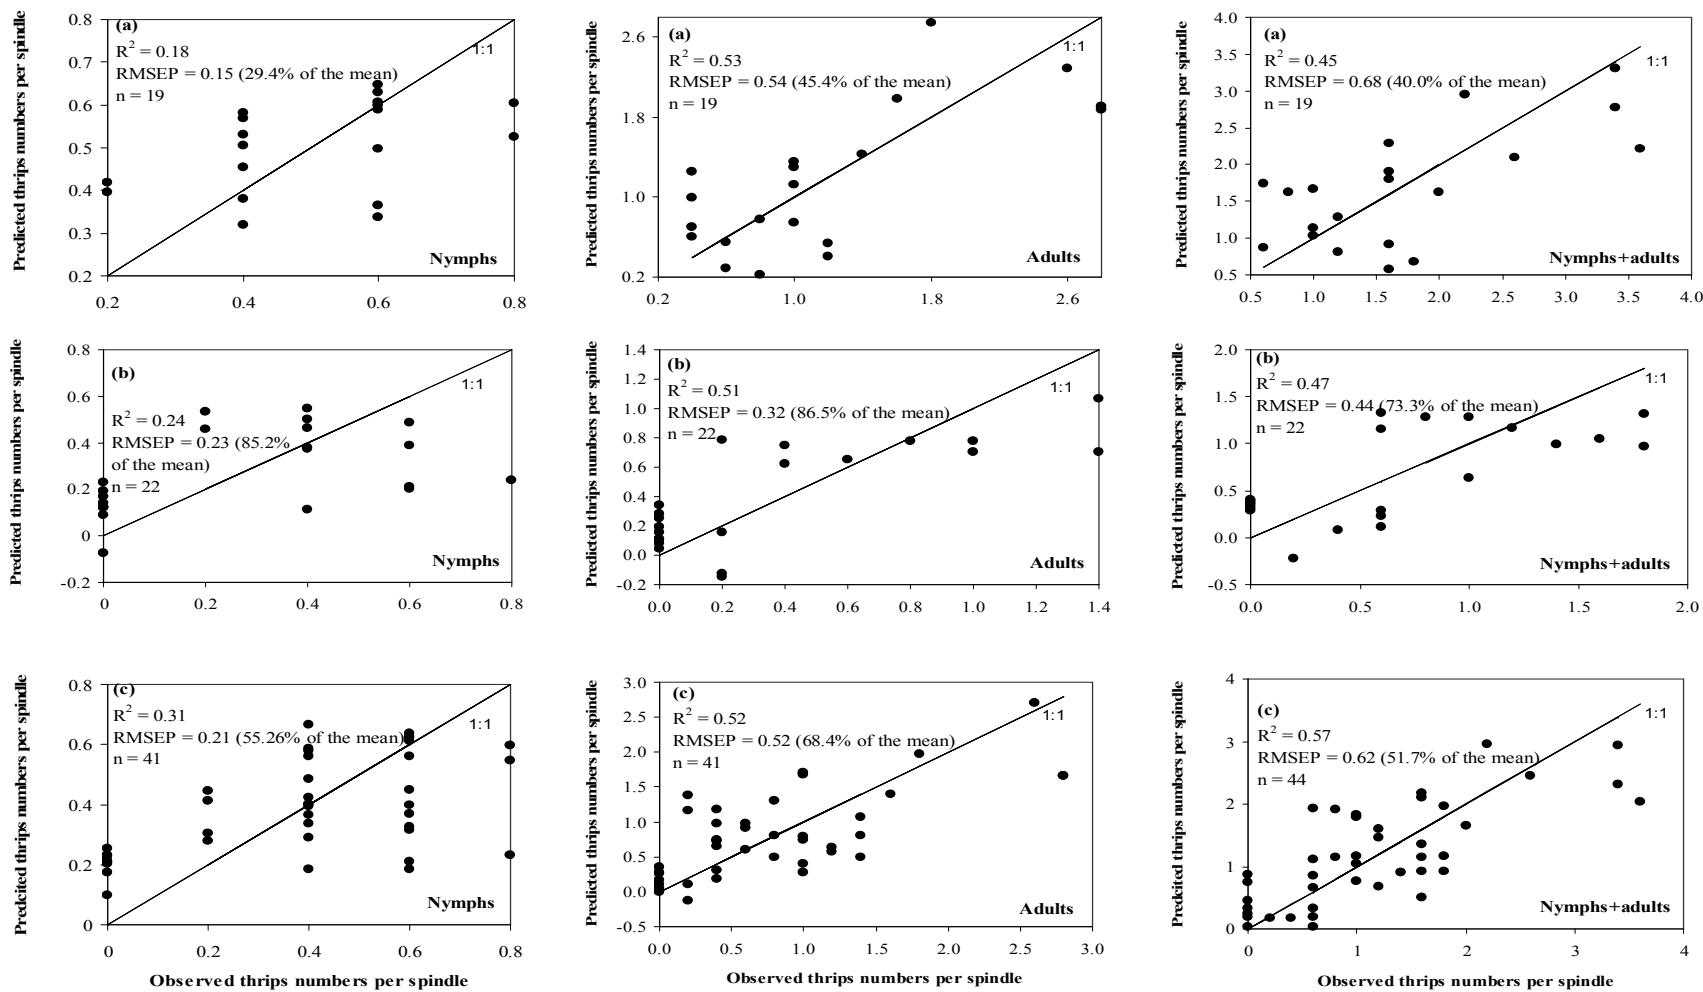 Predicted thrips numbers per spindle
0.8
0.7
0.6
0.5
0.4
0.3
0.2
0.2
0.4
0.6
0.8
(a)
R² = 0.18
RMSEP = 0.15 (29.4% of the mean)
n = 19
1:1
Nymphs
Predicted thrips numbers per spindle
2.6
1.8
1.0
0.2
0.2
1.0
1.8
2.6
(a)
R² = 0.53
RMSEP = 0.54 (45.4% of the mean)
n = 19
1:1
Adults
Predicted thrips numbers per spindle
4.0
3.5
3.0
2.5
2.0
1.5
1.0
0.5
0.5
1.0
1.5
2.0
2.5
3.0
3.5
4.0
(a)
R² = 0.45
RMSEP = 0.68 (40.0% of the mean)
n = 19
1:1
Nymphs+adults
Predicted thrips numbers per spindle
0.8
0.6
0.4
0.2
0
-0.2
0
0.2
0.4
0.6
0.8
(b)
R² = 0.24
RMSEP = 0.23 (85.2%
of the mean)
n = 22
1:1
Nymphs
Predicted thrips numbers per spindle
1.4
1.2
1.0
0.8
0.6
0.4
0.2
0.0
-0.2
0.0
0.2
0.4
0.6
0.8
1.0
1.2
1.4
(b)
R² = 0.51
RMSEP = 0.32 (86.5% of the mean)
n = 22
1:1
Adults
Predicted thrips numbers per spindle
2.0
1.5
1.0
0.5
0.0
-0.5
0.0
0.5
1.0
1.5
2.0
(b)
R² = 0.47
RMSEP = 0.44 (73.3% of the mean)
n = 22
1:1
Nymphs+adults
Predcited thrips numbers per spindle
0.8
0.6
0.4
0.2
0
0
0.2
0.4
0.6
0.8
(c)
R² = 0.31
RMSEP = 0.21 (55.26% of the mean)
n = 41
1:1
Nymphs
Observed thrips numbers per spindle
Predicted thrips numbers per spindle
3.0
2.5
2.0
1.5
1.0
0.5
0.0
-0.5
0.0
0.5
1.0
1.5
2.0
2.5
3.0
(c)
R² = 0.52
RMSEP = 0.52 (68.4% of the mean)
n = 41
1:1
Adults
Observed thrips numbers per spindle
Predcited thrips numbers per spindle
4
3
2
1
0
0
1
2
3
4
(c)
R² = 0.57
RMSEP = 0.62 (51.7% of the mean)
n = 44
1:1
Nymphs+adults
Observed thrips numbers per spindle